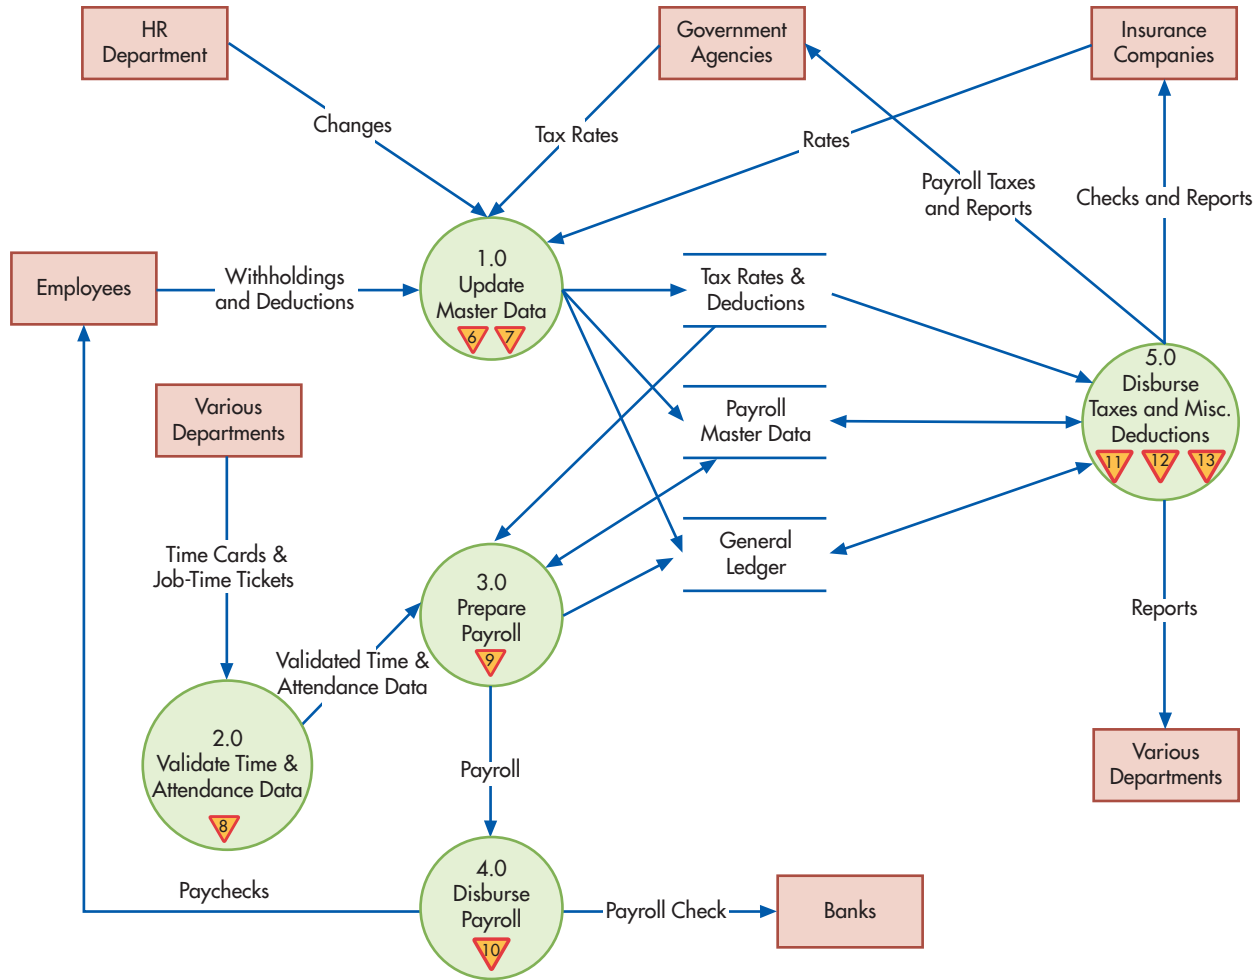 HR
Department
Government
Agencies
Insurance
Companies
Changes
Tax Rates
Rates
Payroll Taxes
and Reports
Checks and Reports
Employees
Withholdings
and Deductions
1.0
Update
Master Data
6 7
Tax Rates &
Deductions
Payroll
Master Data
General
Ledger
5.0
Disburse
Taxes and Misc.
Deductions
11 12 13
Various
Departments
Time Cards &
Job-Time Tickets
3.0
Prepare
Payroll
9
Reports
Validated Time &
Attendance Data
2.0
Validate Time &
Attendance Data
8
Payroll
Various
Departments
Paychecks
4.0
Disburse
Payroll
10
Payroll Check
Banks